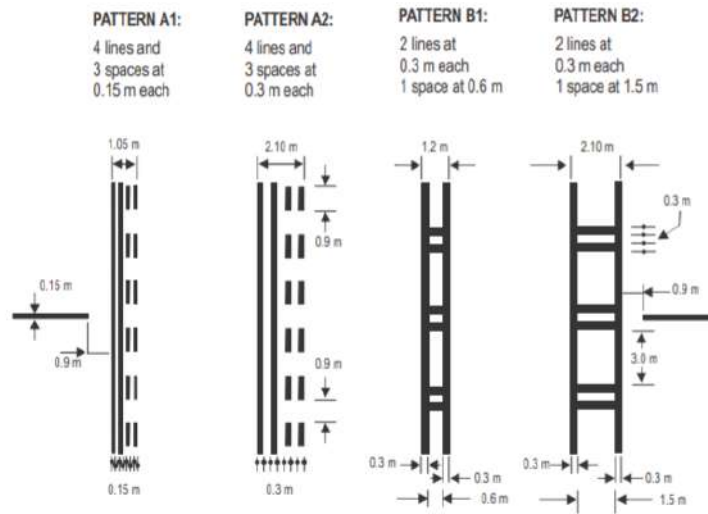 PATTERN A1:
4 lines and
3 spaces at
0.15 m each
PATTERN A2:
4 lines and
3 spaces at
0.3 m each
PATTERN B1:
2 lines at
0.3 m each
1 space at 0.6 m
PATTERN B2:
2 lines at
0.3 m each
1 space at 1.5 m
1.05 m
2.10 m
1.2 m
2.10 m
0.3 m
0.9 m
0.15 m
0.9 m
0.9 m
0.9 m
3.0 m
0.15 m
0.3 m
0.3 m
0.3 m
0.6 m
0.3 m
0.3 m
1.5 m